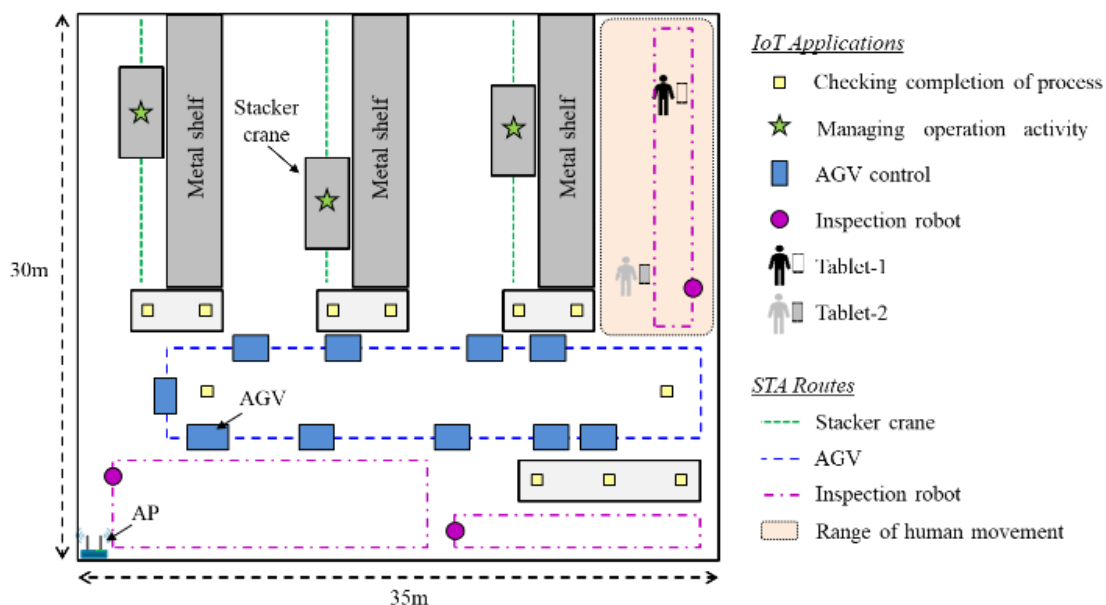 Metal shelf
Metal shelf
Metal shelf
Stacker
crane
30m
AGV
AP
35m
IoT Applications
Checking completion of process
Managing operation activity
AGV control
Inspection robot
Tablet-1
Tablet-2
STA Routes
Stacker crane
AGV
Inspection robot
Range of human movement